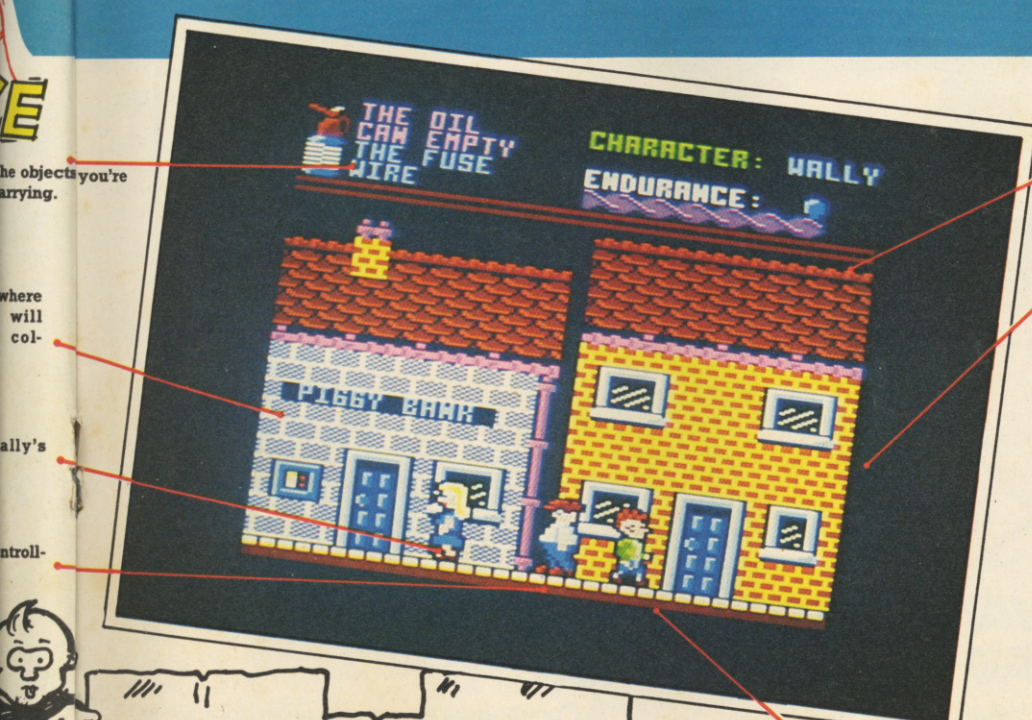 E
he objects you're
arrying.
where
will
col-
ally's
ntroll-
THE OIL
CAN EMPTY
THE FUSE
WIRE
CHARACTER: WALLY
ENDURANCE:
PIGGY BANK